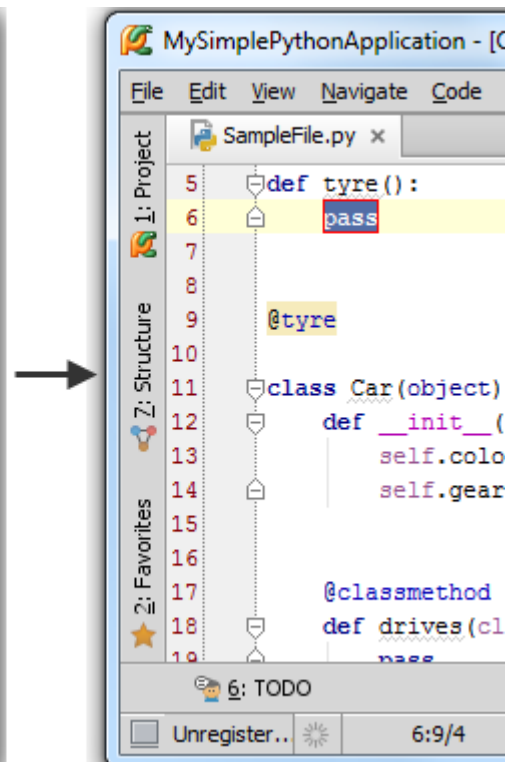 MySimplePythonApplication - [C
File Edit View Navigate Code
SampleFile.py ×
1: Project
7: Structure
2: Favorites
5 def tyre():
6 pass
7
8
9 @tyre
10
11 class Car(object)
12 def __init__(
13 self.colo
14 self.gear
15
16
17 @classmethod
18 def drives(cl
19 pass
6: TODO
Unregister.. 6:9/4